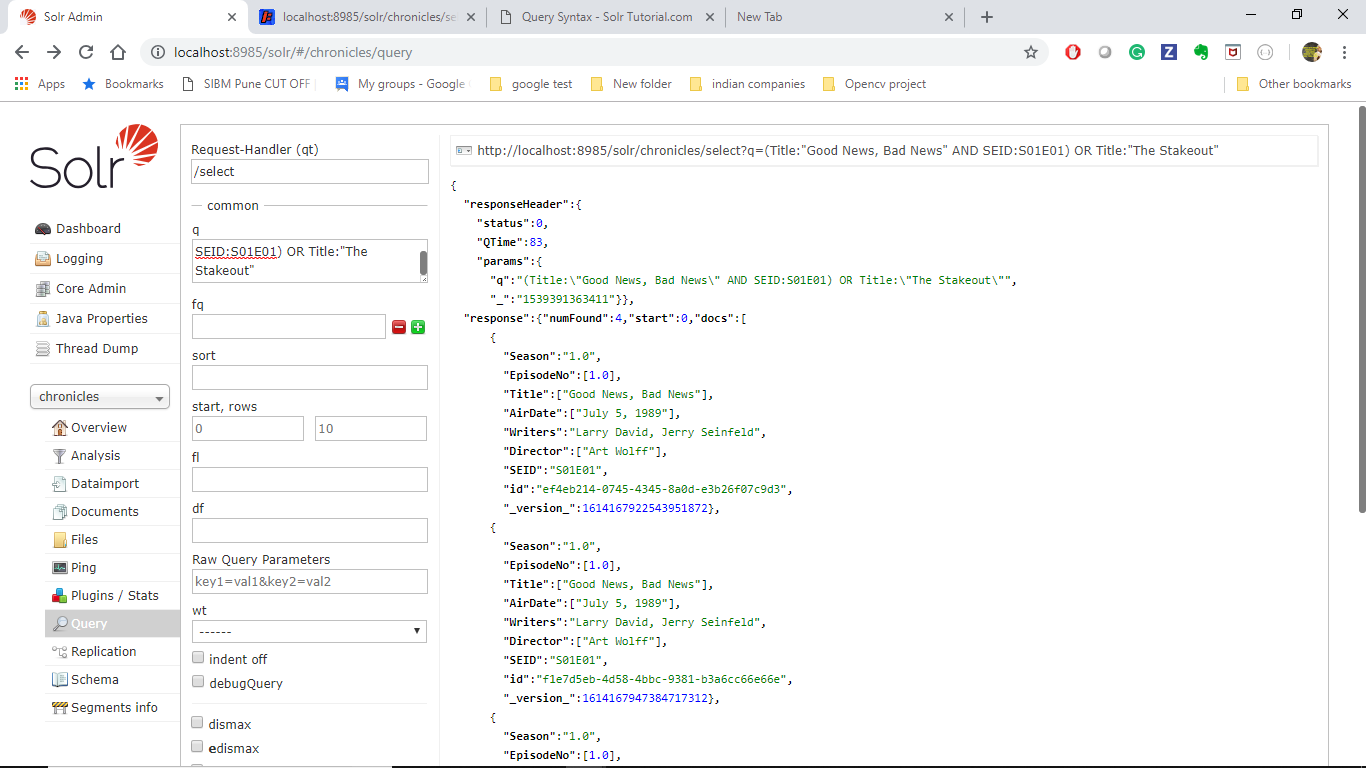 Solr Admin
localhost:8985/solr/chronicles/se
Query Syntax - Solr Tutorial.com
New Tab
localhost:8985/solr/#/chronicles/query
Apps
Bookmarks
SIBM Pune CUT OFF
My groups - Google
google test
New folder
indian companies
Opencv project
Other bookmarks
Solr
Dashboard
Logging
Core Admin
Java Properties
Thread Dump
chronicles
Overview
Analysis
Dataimport
Documents
Files
Ping
Plugins / Stats
Query
Replication
Schema
Segments info
Request-Handler (qt)
/select
common
q
SEID:S01E01) OR Title:"The
Stakeout"
fq
sort
start, rows
0
10
fl
df
Raw Query Parameters
key1=val1&key2=val2
wt
------
indent off
debugQuery
dismax
edismax
http://localhost:8985/solr/chronicles/select?q=(Title:"Good News, Bad News" AND SEID:S01E01) OR Title:"The Stakeout"
{
"responseHeader":{
"status":0,
"QTime":83,
"params":{
"q":"(Title:\"Good News, Bad News\" AND SEID:S01E01) OR Title:\"The Stakeout\"",
"_":"1539391363411"}},
"response":{"numFound":4,"start":0,"docs":[
{
"Season":"1.0",
"EpisodeNo":[1.0],
"Title":["Good News, Bad News"],
"AirDate":["July 5, 1989"],
"Writers":"Larry David, Jerry Seinfeld",
"Director":["Art Wolff"],
"SEID":"S01E01",
"id":"ef4eb214-0745-4345-8a0d-e3b26f07c9d3",
"_version_":1614167922543951872},
{
"Season":"1.0",
"EpisodeNo":[1.0],
"Title":["Good News, Bad News"],
"AirDate":["July 5, 1989"],
"Writers":"Larry David, Jerry Seinfeld",
"Director":["Art Wolff"],
"SEID":"S01E01",
"id":"f1e7d5eb-4d58-4bbc-9381-b3a6cc66e66e",
"_version_":1614167947384717312},
{
"Season":"1.0",
"EpisodeNo":[1.0],